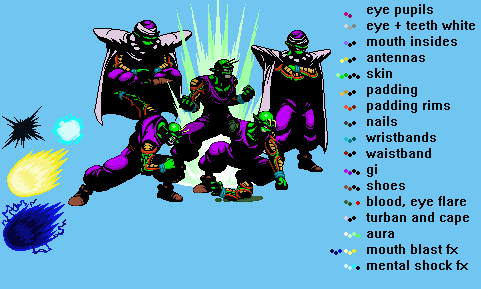 eye pupils
eye + teeth white
mouth insides
antennas
skin
padding
padding rims
nails
wristbands
waistband
gi
shoes
blood, eye flare
turban and cape
aura
mouth blast fx
mental shock fx